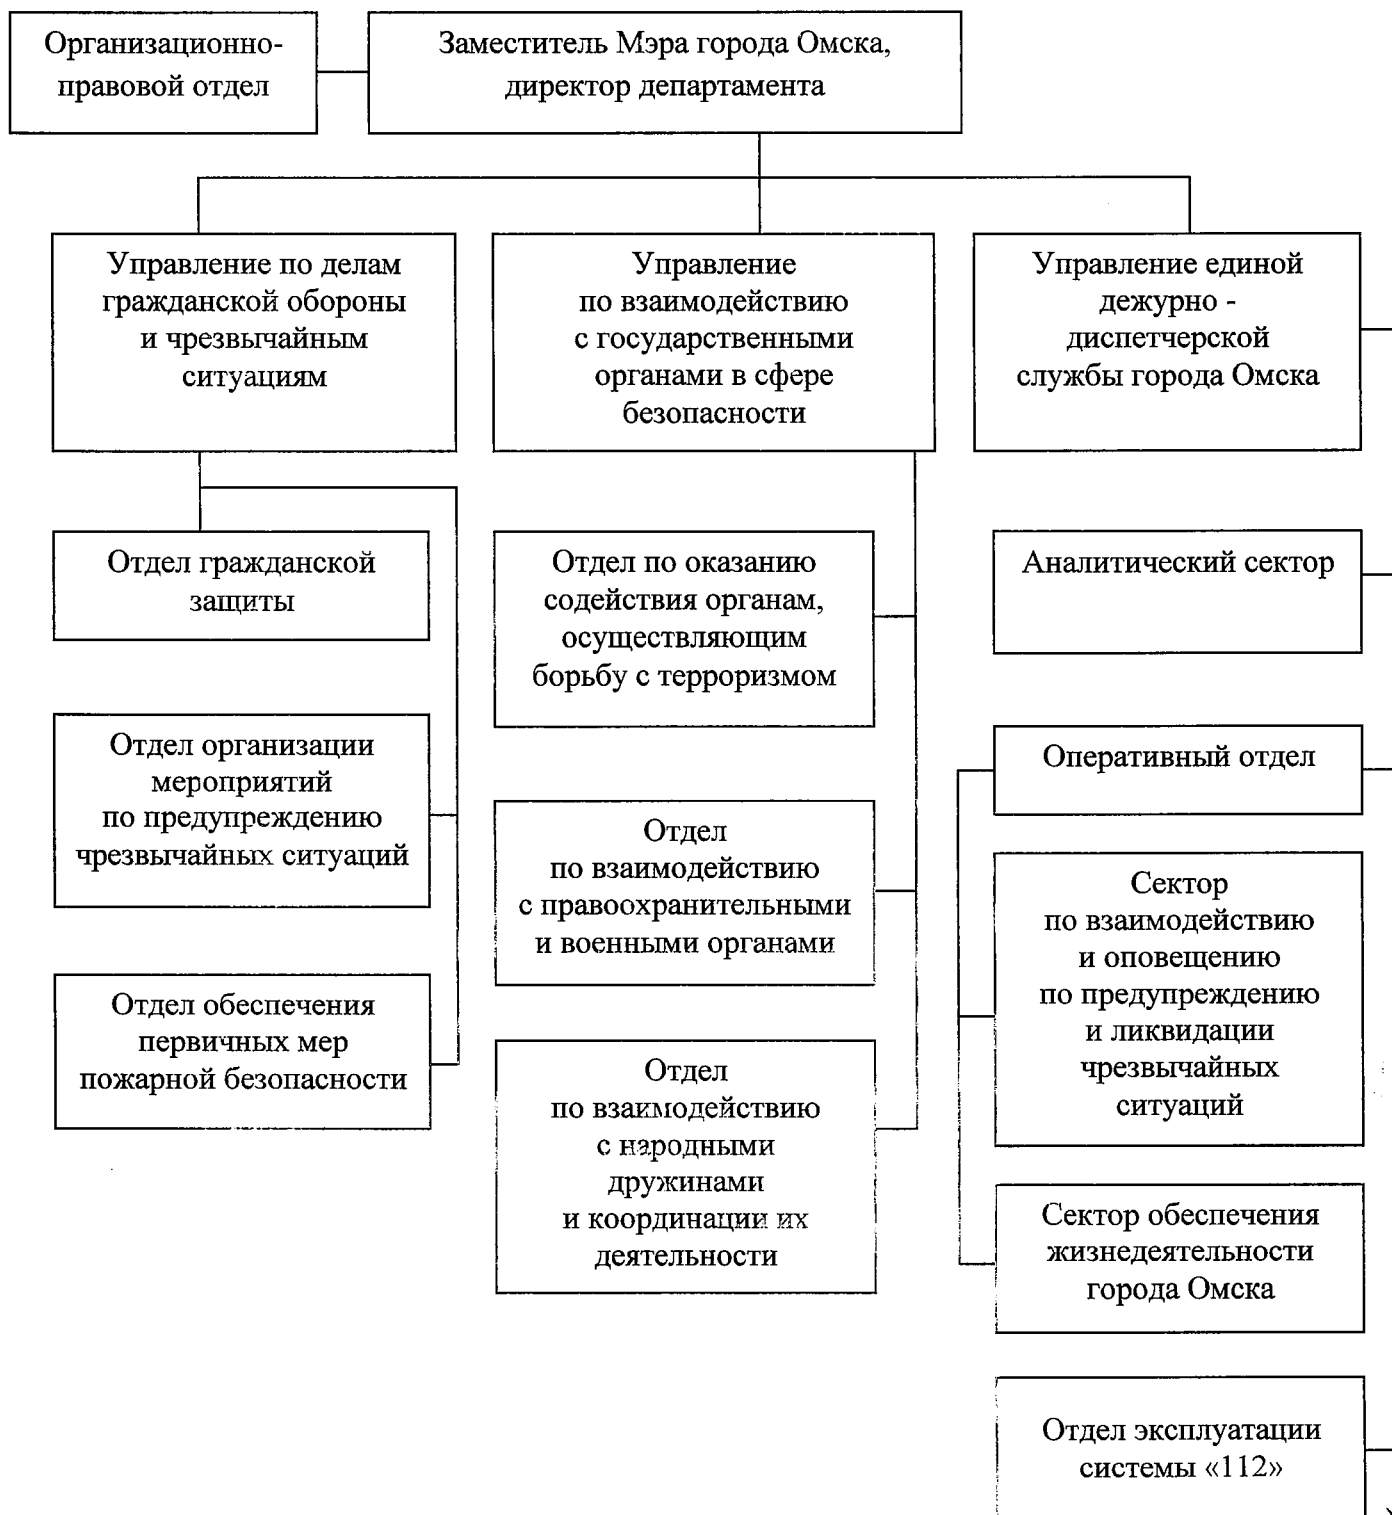 Организационно-
правовой отдел
Заместитель Мэра города Омска,
директор департамента
Управление по делам
гражданской обороны
и чрезвычайным
ситуациям
Управление
по взаимодействию
с государственными
органами в сфере
безопасности
Управление единой
дежурно -
диспетчерской
службы города Омска
Отдел гражданской
защиты
Отдел организации
мероприятий
по предупреждению
чрезвычайных ситуаций
Отдел обеспечения
первичных мер
пожарной безопасности
Отдел по оказанию
содействия органам,
осуществляющим
борьбу с терроризмом
Отдел
по взаимодействию
с правоохранительными
и военными органами
Отдел
по взаимодействию
с народными
дружинами
и координации их
деятельности
Аналитический сектор
Оперативный отдел
Сектор
по взаимодействию
и оповещению
по предупреждению
и ликвидации
чрезвычайных
ситуаций
Сектор обеспечения
жизнедеятельности
города Омска
Отдел эксплуатации
системы «112»